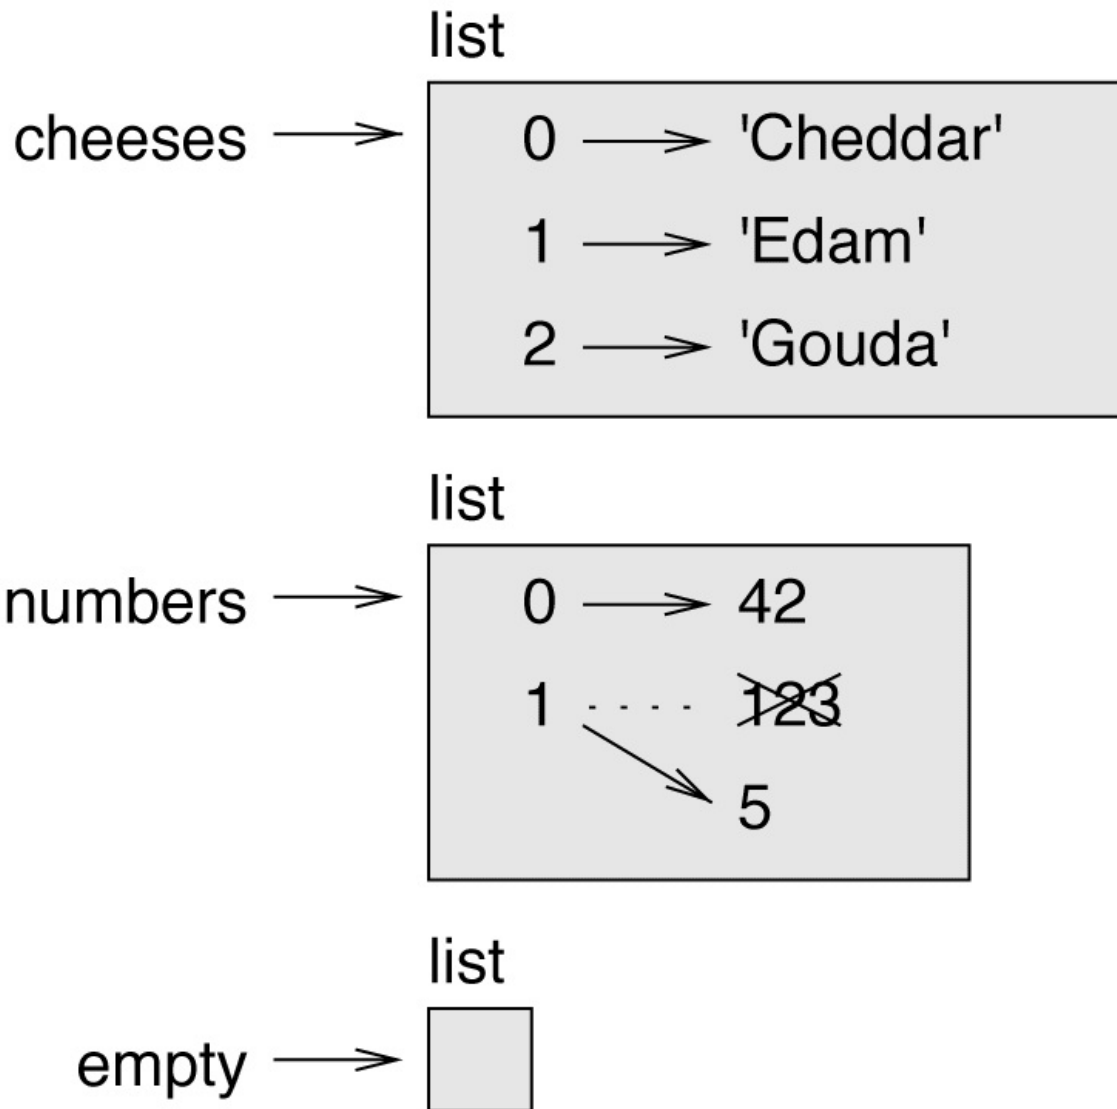 list
cheeses 0 'Cheddar'
1 'Edam'
2 'Gouda'
list
numbers 0 42
1 123
5
list
empty